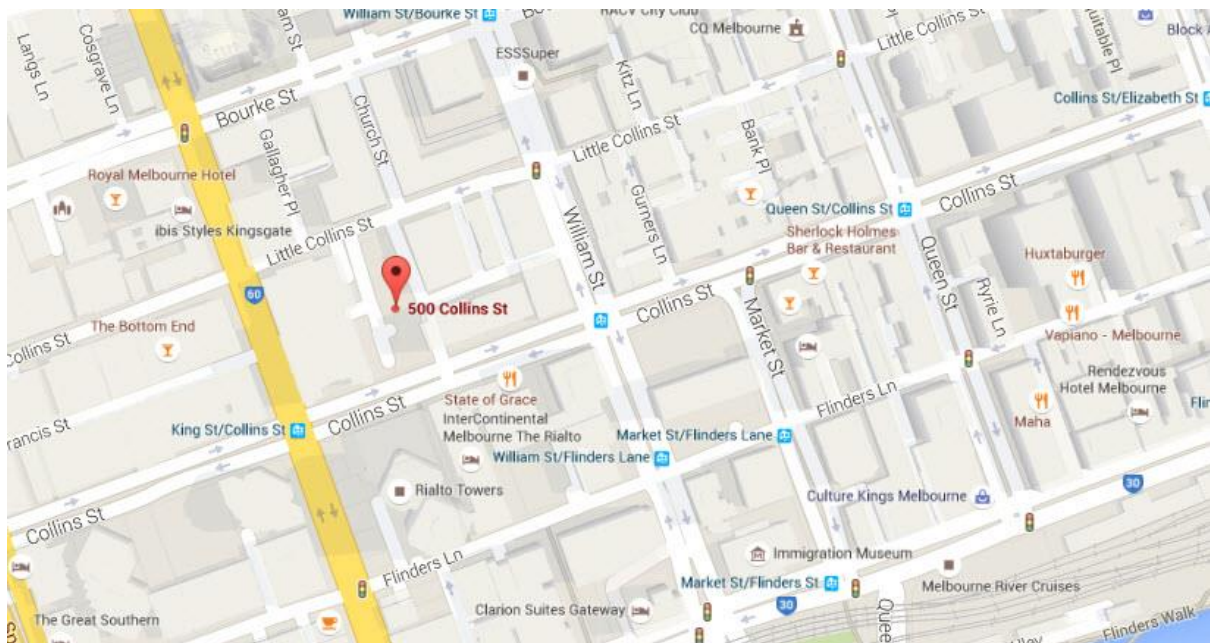 William St/Bourke St
RACV City Club
CQ Melbourne
Little Collins St
Block A
Langs Ln
Cosgrave Ln
ESSSuper
Kitz Ln
Collins St/Elizabeth St
Bourke St
Church St
Little Collins St
Bank Pl
Gallagher Pl
Royal Melbourne Hotel
ibis Styles Kingsgate
Little Collins St
William St
Gurners Ln
Queen St/Collins St
Collins St
Sherlock Holmes
Bar & Restaurant
Queen St
Huxtaburger
Ryrie Ln
60
500 Collins St
Collins St
Market St
The Bottom End
Vapiano - Melbourne
Collins St
Rendezvous
Hotel Melbourne
State of Grace
Flinders Ln
Collins St
InterContinental
Melbourne The Rialto
King St/Collins St
Market St/Flinders Lane
Maha
William St/Flinders Lane
Rialto Towers
30
Culture Kings Melbourne
Collins St
Flinders Ln
Immigration Museum
Market St/Flinders St
Melbourne River Cruises
30
Clarion Suites Gateway
The Great Southern
Flinders Walk